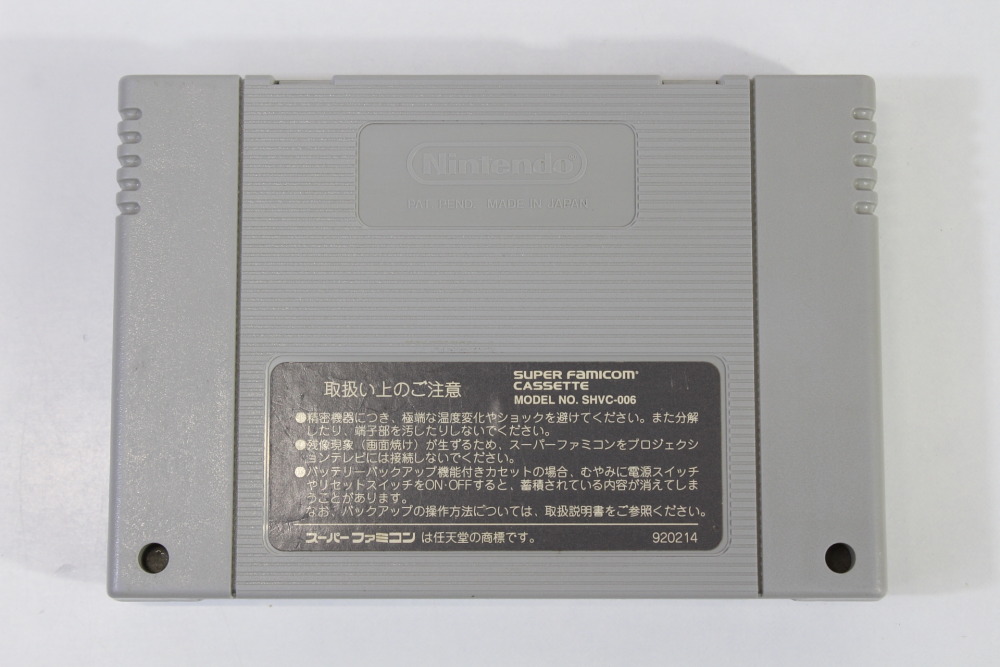 Nintendo
PAT. PEND. MADE IN JAPAN
取扱い上のご注意
SUPER FAMICOM
CASSETTE
MODEL NO. SHVC-006
●精密機器につき、極端な温度変化やショックを避けてください。また分解
したり、端子部を汚したりしないでください。
●残像現象（画面焼け）が生ずるため、スーパーファミコンをプロジェクシ
ョンテレビには接続しないでください。
●バッテリーバックアップ機能付きカセットの場合、むやみに電源スイッチ
やリセットスイッチをON・OFFすると、蓄積されている内容が消えてしま
うことがあります。
なお、バックアップの操作方法については、取扱説明書をご参照ください。
スーパーファミコン は任天堂の商標です。
920214